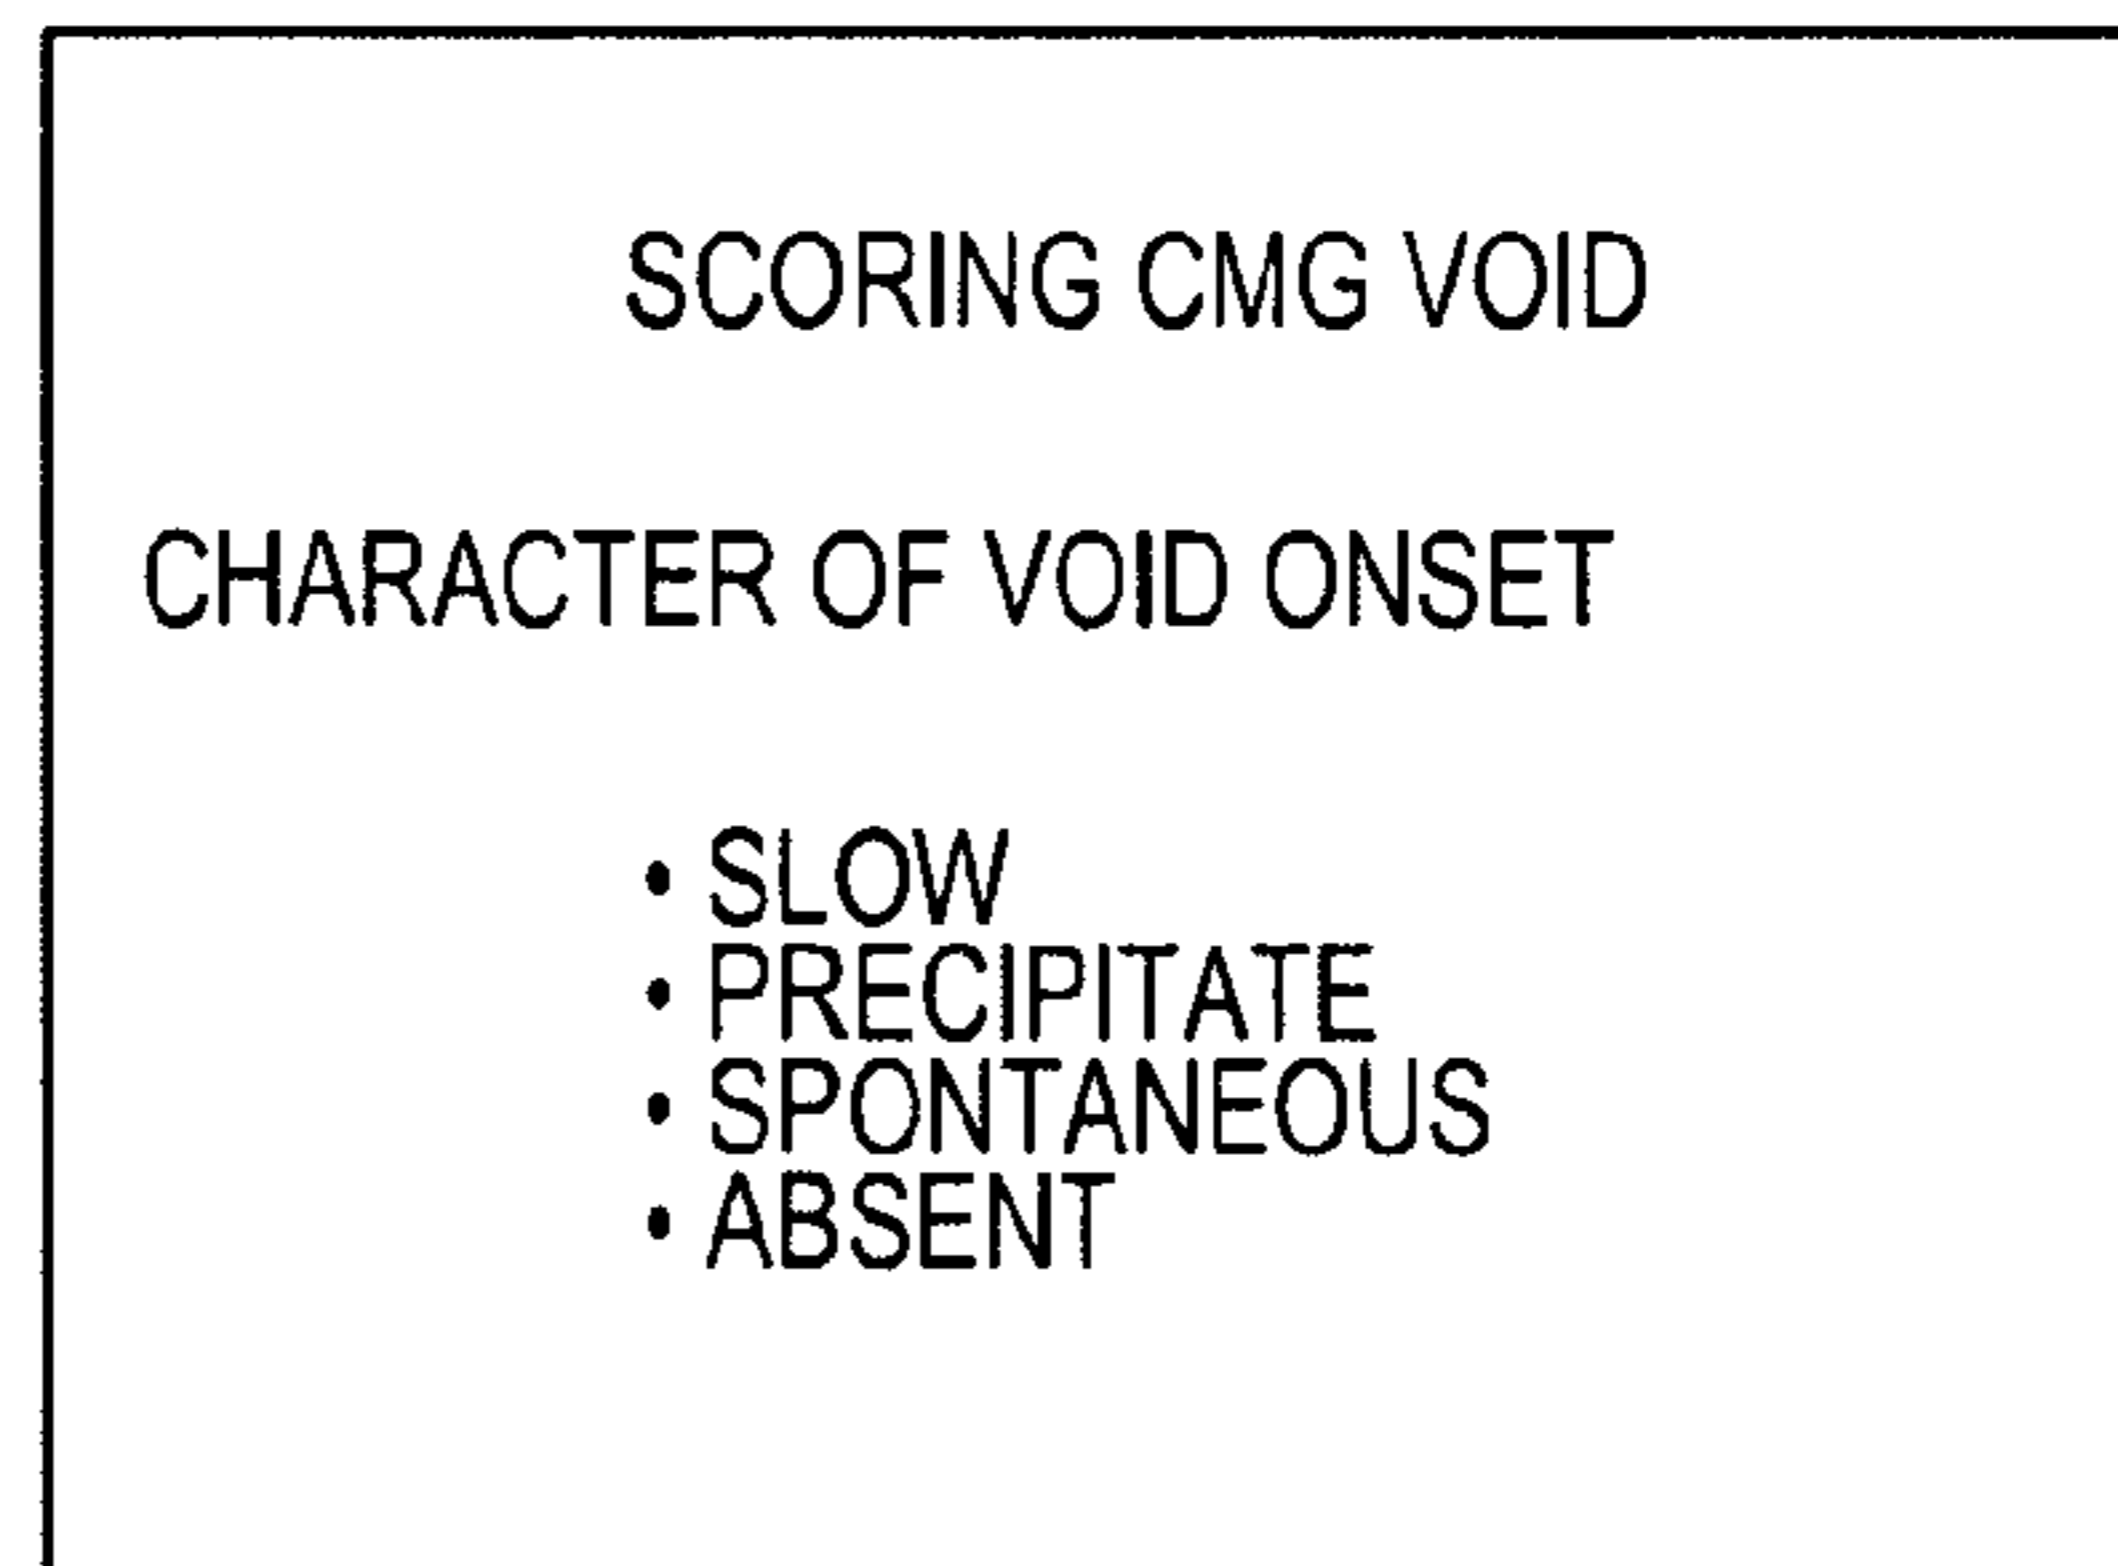 SCORING CMG VOID
CHARACTER OF VOID ONSET
• SLOW
• PRECIPITATE
• SPONTANEOUS
• ABSENT